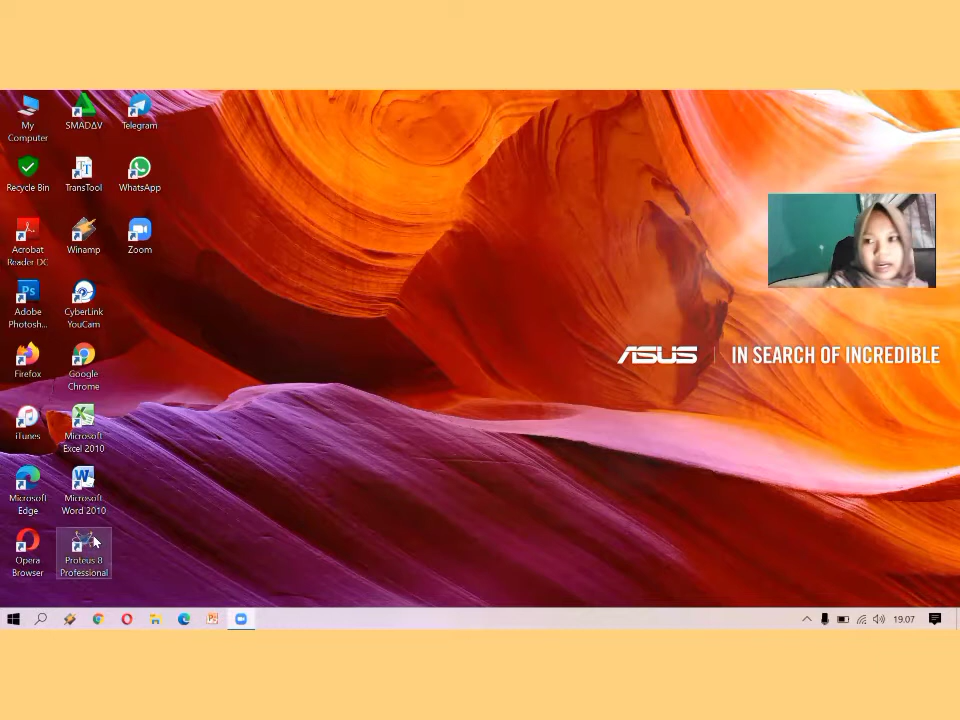 My
Computer
SMADΔV
Telegram
Recycle Bin
TransTool
WhatsApp
Acrobat
Reader DC
Winamp
Zoom
Ps
Adobe
Photosh...
CyberLink
YouCam
Firefox
Google
Chrome
iTunes
Microsoft
Excel 2010
Microsoft
Edge
Microsoft
Word 2010
Opera
Browser
Proteus 8
Professional
ASUS | IN SEARCH OF INCREDIBLE
19.07